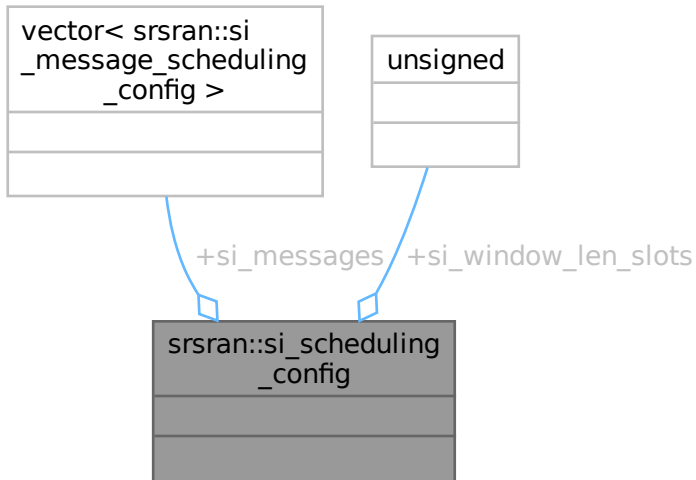 vector< srsran::si
_message_scheduling
_config >
unsigned
+si_messages
+si_window_len_slots
srsran::si_scheduling
_config